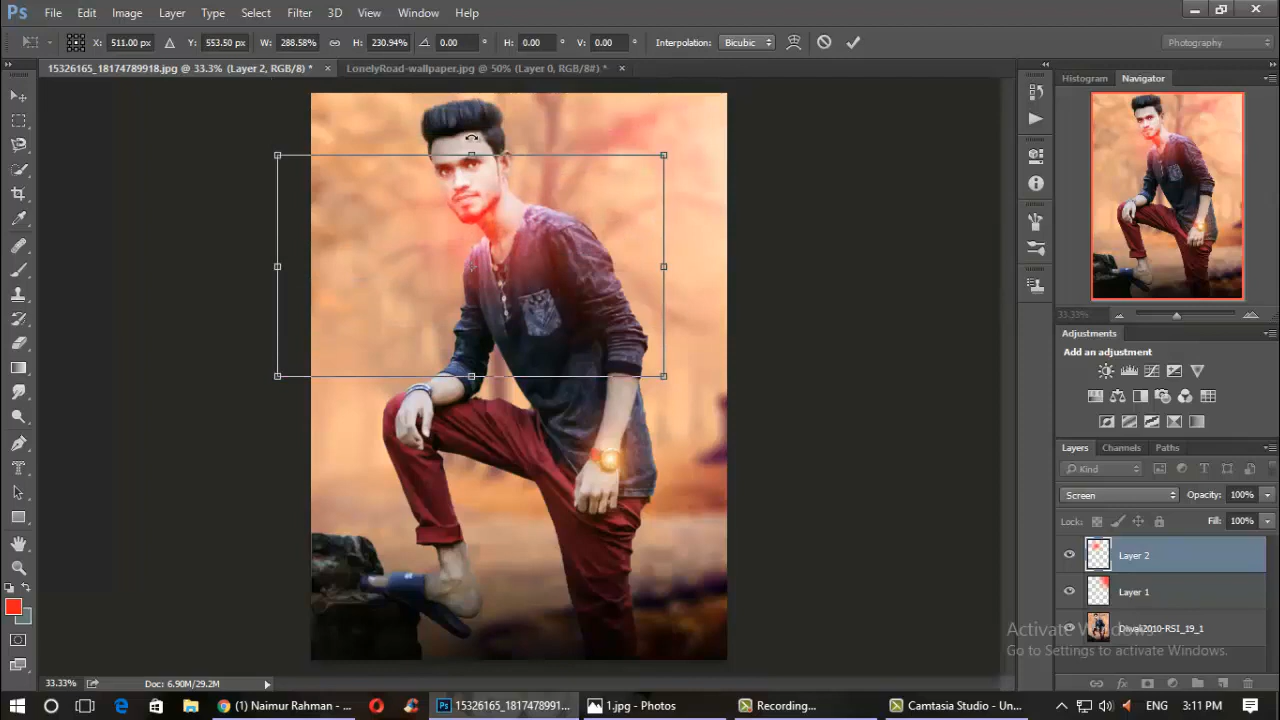 Ps File Edit Image Layer Type Select Filter 3D View Window Help
X: 511.00 px Y: 553.50 px W: 288.58% H: 230.94% 0.00 ° H: 0.00 ° V: 0.00 ° Interpolation: Bicubic Photography
15326165_18174789918.jpg @ 33.3% (Layer 2, RGB/8) * × LonelyRoad-wallpaper.jpg @ 50% (Layer 0, RGB/8#) * ×
Histogram Navigator
33.33%
Adjustments
Add an adjustment
Layers Channels Paths
Kind
Screen Opacity: 100%
Lock: Fill: 100%
Layer 2
Layer 1
Diwali2010-RSI_19_1
Activate Windows
Go to Settings to activate Windows.
33.33% Doc: 6.90M/29.2M
(1) Naimur Rahman - ... 15326165_1817478991... 1.jpg - Photos Recording... Camtasia Studio - Un... ENG 3:11 PM